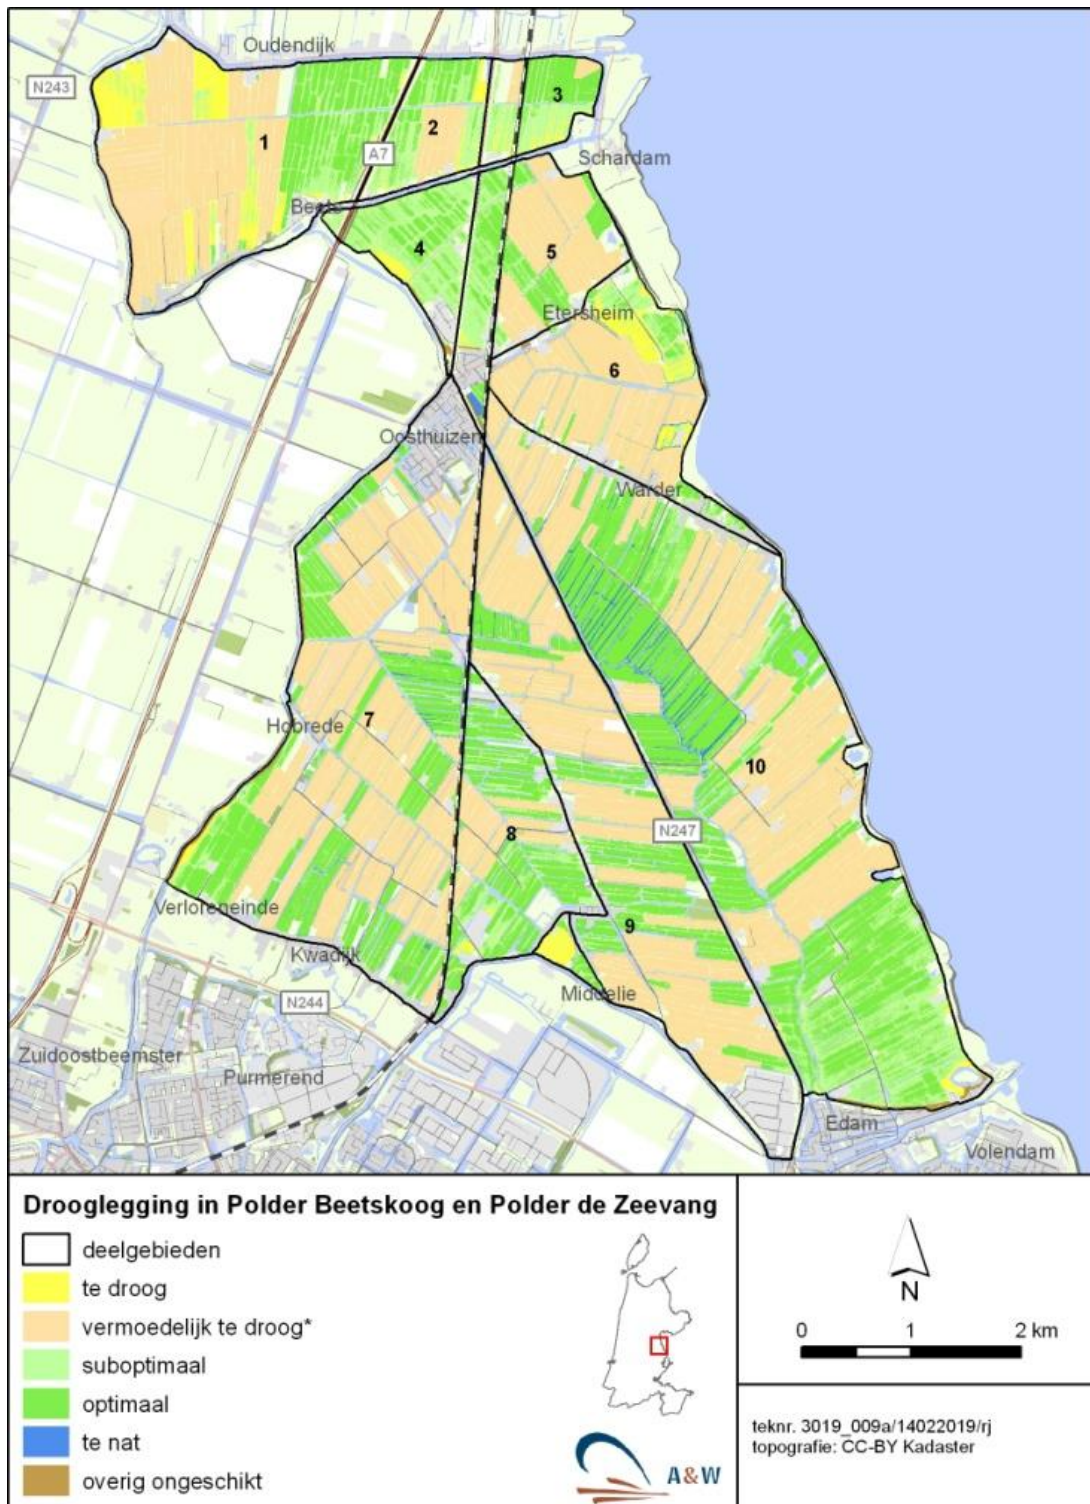 Oudendijk
N243
3
2
1
A7
Schardam
Beets
4
5
Etersheim
6
Oosthuizen
Warder
7
Hobrede
10
8
N247
Verloreneinde
9
Kwadijk
Middelie
N244
Zuidoostbeemster
Purmerend
Edam
Volendam
Drooglegging in Polder Beetskoog en Polder de Zeevang
deelgebieden
te droog
vermoedelijk te droog*
suboptimaal
optimaal
te nat
overig ongeschikt
A&W
N
0 1 2 km
teknr. 3019_009a/14022019/rj
topografie: CC-BY Kadaster